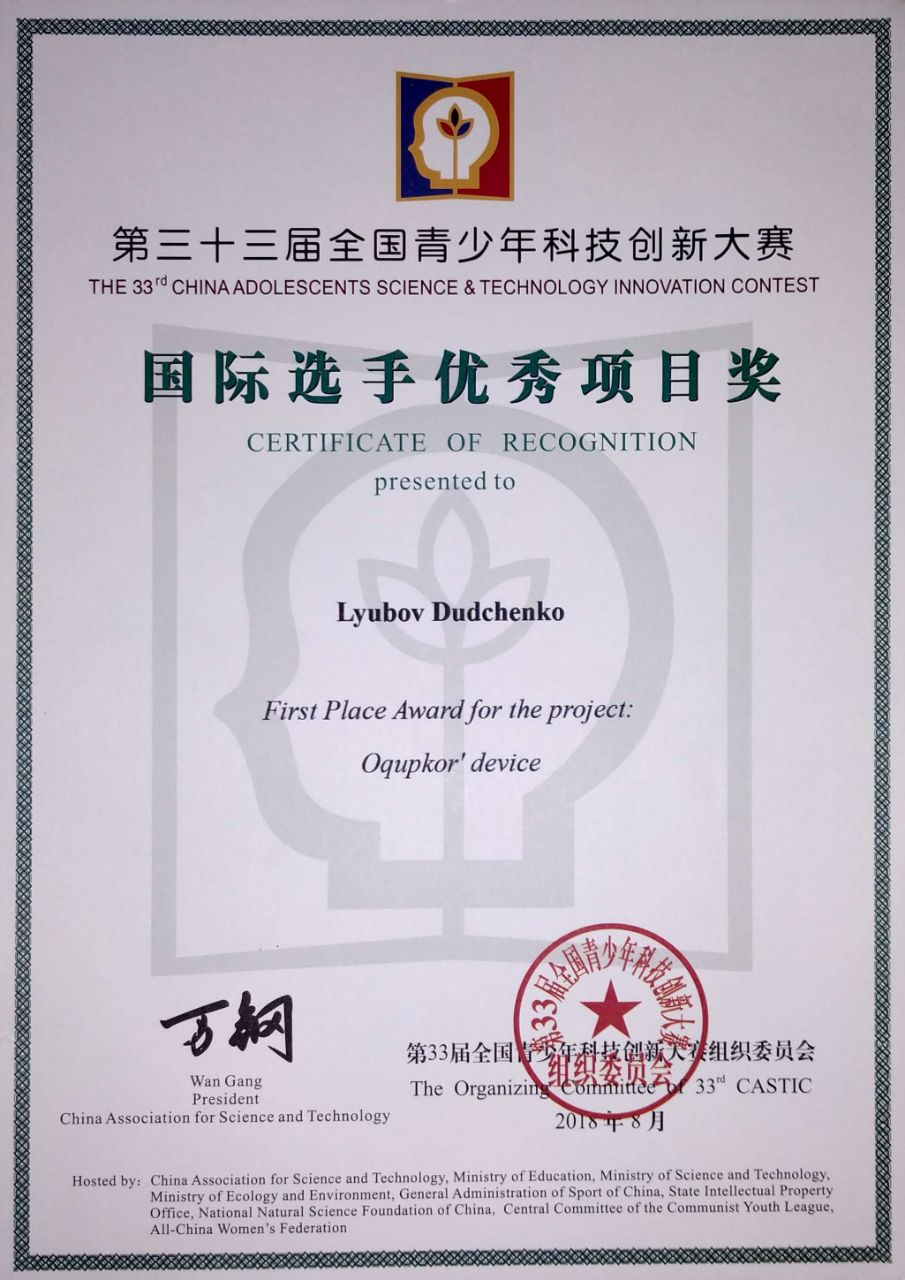 第三十三届全国青少年科技创新大赛
THE 33rd CHINA ADOLESCENTS SCIENCE & TECHNOLOGY INNOVATION CONTEST
国际选手优秀项目奖
CERTIFICATE OF RECOGNITION
presented to
Lyubov Dudchenko
First Place Award for the project:
Oqupkor' device
万钢
Wan Gang
President
China Association for Science and Technology
第33届全国青少年科技创新大赛
组织委员会
第33届全国青少年科技创新大赛组织委员会
The Organizing Committee of 33rd CASTIC
2018 年 8 月
Hosted by: China Association for Science and Technology, Ministry of Education, Ministry of Science and Technology,
Ministry of Ecology and Environment, General Administration of Sport of China, State Intellectual Property
Office, National Natural Science Foundation of China, Central Committee of the Communist Youth League,
All-China Women's Federation